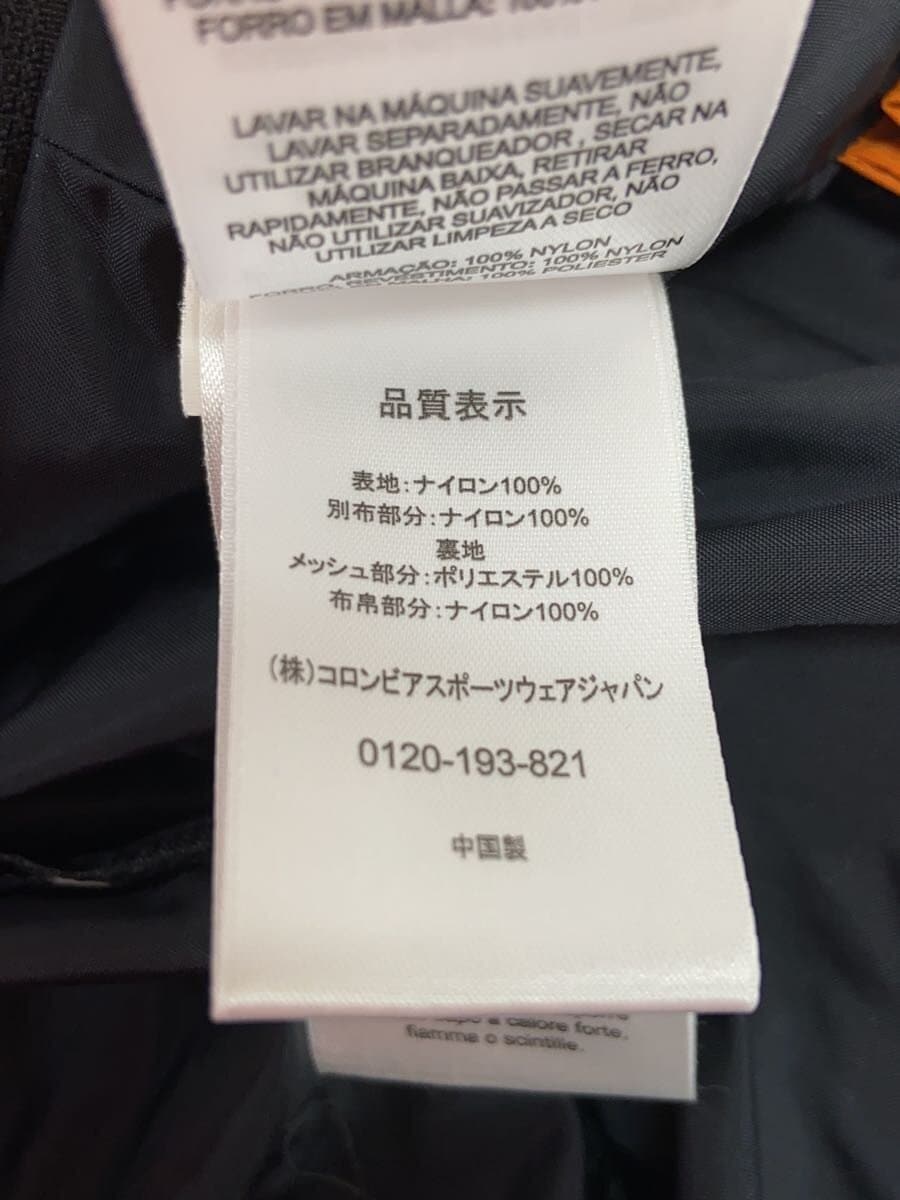 FORRO EM MALLA: 100%
LAVAR NA MÁQUINA SUAVEMENTE,
LAVAR SEPARADAMENTE, NÃO
UTILIZAR BRANQUEADOR , SECAR NA
MÁQUINA BAIXA, RETIRAR
RAPIDAMENTE, NÃO PASSAR A FERRO,
NÃO UTILIZAR SUAVIZADOR, NÃO
UTILIZAR LIMPEZA A SECO
ARMAÇÃO: 100% NYLON
FORRO, REVESTIMENTO: 100% NYLON
100% POLIESTER
品質表示
表地:ナイロン100%
別布部分:ナイロン100%
裏地
メッシュ部分:ポリエステル100%
布帛部分:ナイロン100%
(株)コロンビアスポーツウェアジャパン
0120-193-821
中国製
a calore forte,
fiamma o scintille.